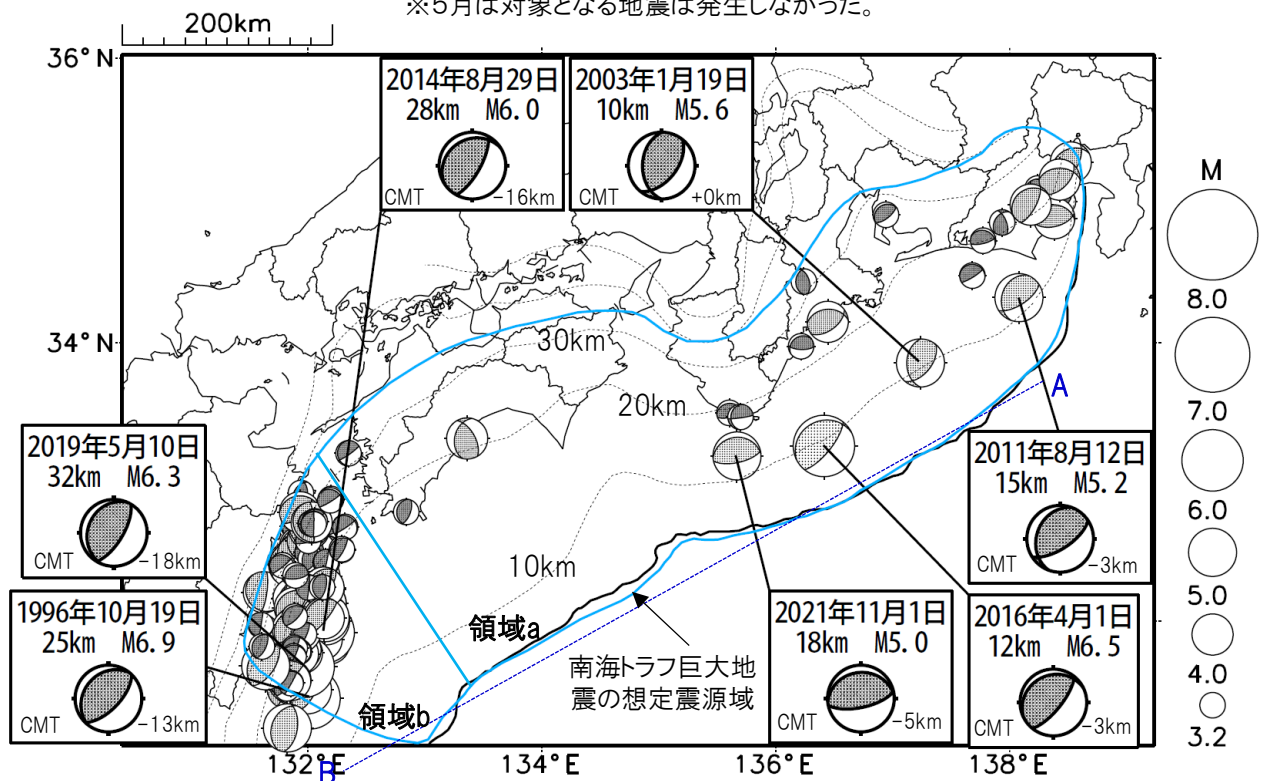 ※５月は対象となる地震は発生しなかった。
200km
36°N
2014年8月29日
28km M6.0
CMT
-16km
2003年1月19日
10km M5.6
CMT
+0km
M
8.0
7.0
6.0
5.0
4.0
3.2
34°N
30km
20km
10km
A
2019年5月10日
32km M6.3
CMT
-18km
2011年8月12日
15km M5.2
CMT
-3km
1996年10月19日
25km M6.9
CMT
-13km
領域a
領域b
南海トラフ巨大地
震の想定震源域
2021年11月1日
18km M5.0
CMT
-5km
2016年4月1日
12km M6.5
CMT
-3km
B
132°E
134°E
136°E
138°E